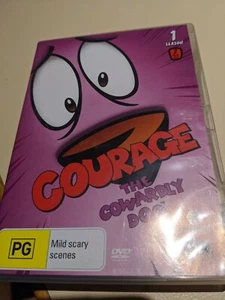 1
SEASON
COURAGE
THE
COWARDLY
DOG
PG
Mild scary
scenes
DVD